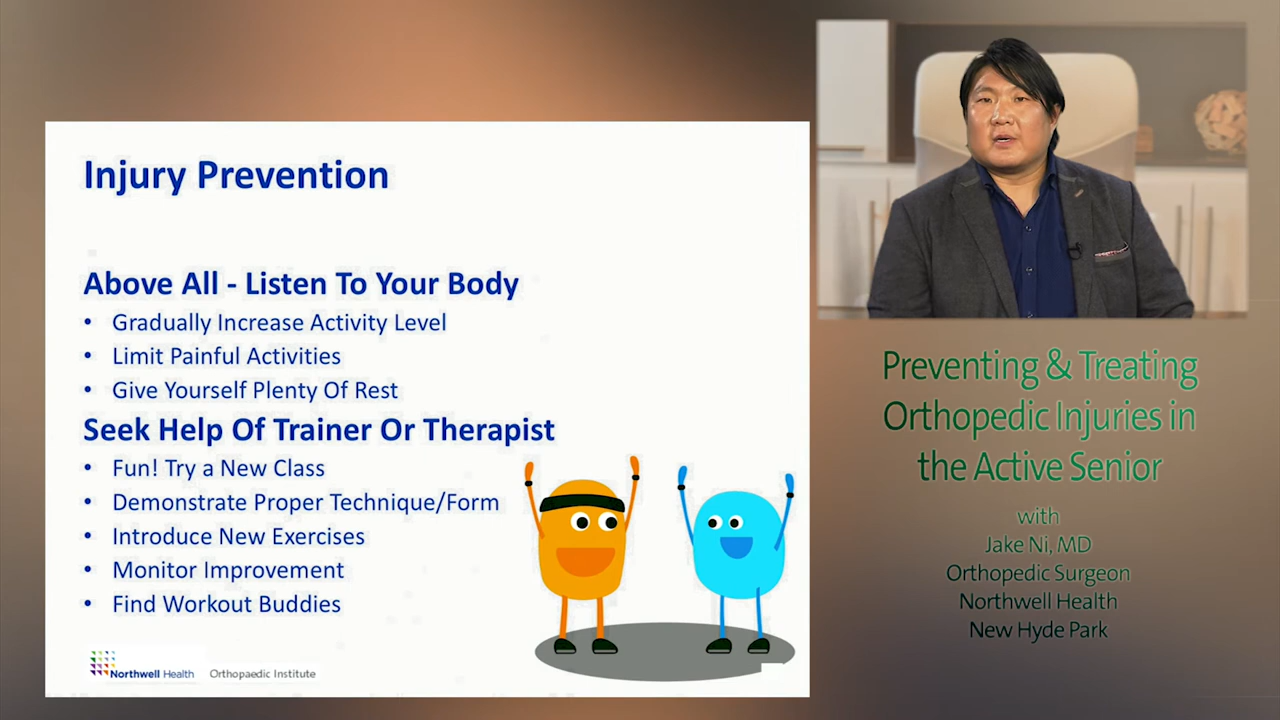 Injury Prevention
Above All - Listen To Your Body
• Gradually Increase Activity Level
• Limit Painful Activities
• Give Yourself Plenty Of Rest
Seek Help Of Trainer Or Therapist
• Fun! Try a New Class
• Demonstrate Proper Technique/Form
• Introduce New Exercises
• Monitor Improvement
• Find Workout Buddies
Northwell Health Orthopaedic Institute
Preventing & Treating
Orthopedic Injuries in
the Active Senior
with
Jake Ni, MD
Orthopedic Surgeon
Northwell Health
New Hyde Park